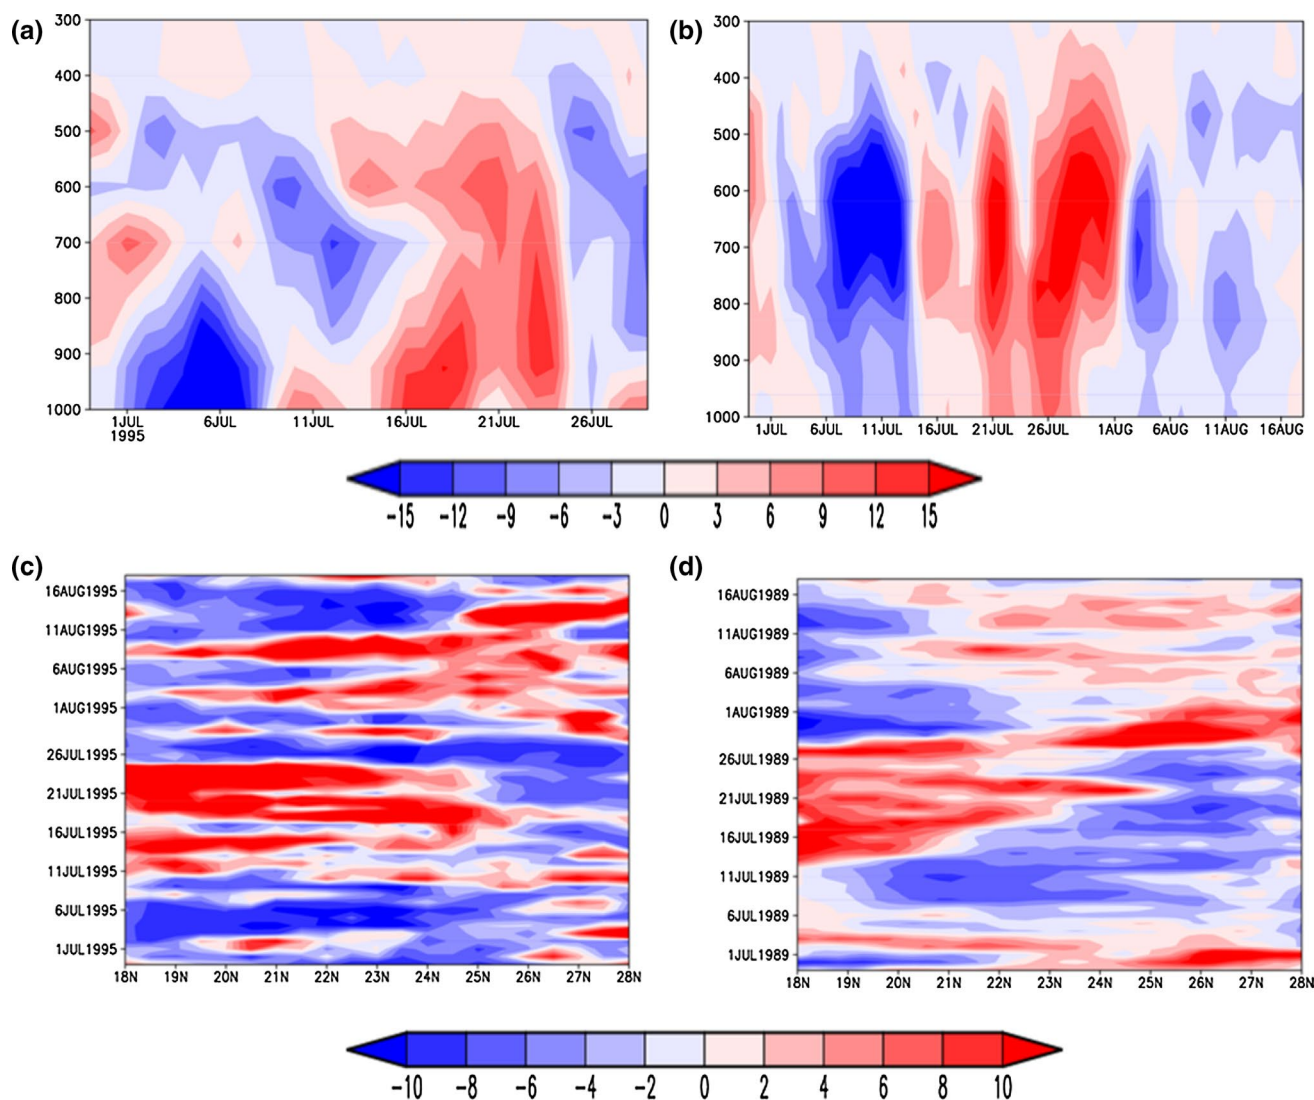 (a)
300
400
500
600
700
800
900
1000
1JUL 6JUL 11JUL 16JUL 21JUL 26JUL
1995
(b)
300
400
500
600
700
800
900
1000
1JUL 6JUL 11JUL 16JUL 21JUL 26JUL 1AUG 6AUG 11AUG 16AUG
-15 -12 -9 -6 -3 0 3 6 9 12 15
(c)
16AUG1995
11AUG1995
6AUG1995
1AUG1995
26JUL1995
21JUL1995
16JUL1995
11JUL1995
6JUL1995
1JUL1995
18N 19N 20N 21N 22N 23N 24N 25N 26N 27N 28N
(d)
16AUG1989
11AUG1989
6AUG1989
1AUG1989
26JUL1989
21JUL1989
16JUL1989
11JUL1989
6JUL1989
1JUL1989
18N 19N 20N 21N 22N 23N 24N 25N 26N 27N 28N
-10 -8 -6 -4 -2 0 2 4 6 8 10